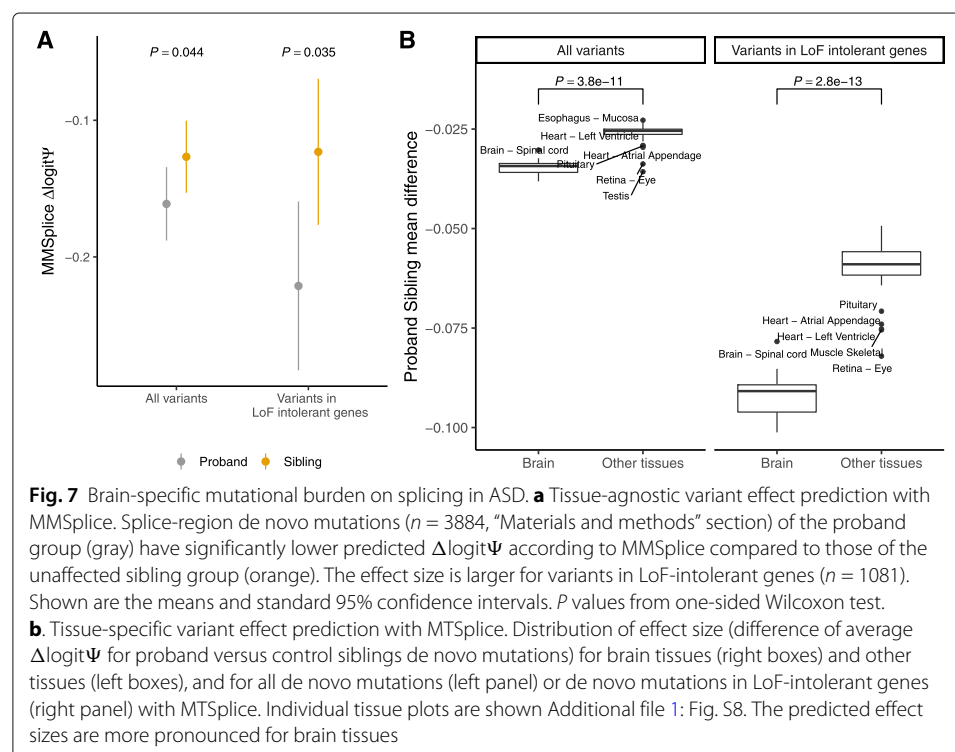 A
P = 0.044
P = 0.035
−0.1
−0.2
MMSplice ΔlogitΨ
All variants
Variants in
LoF intolerant genes
Proband
Sibling
B
All variants
Variants in LoF intolerant genes
P = 3.8e−11
P = 2.8e−13
Proband Sibling mean difference
−0.025
−0.050
−0.075
−0.100
Esophagus − Mucosa
Heart − Left Ventricle
Brain − Spinal cord
Pituitary
Heart − Atrial Appendage
Retina − Eye
Testis
Pituitary
Heart − Atrial Appendage
Heart − Left Ventricle
Brain − Spinal cord
Muscle Skeletal
Retina − Eye
Brain
Other tissues
Brain
Other tissues
Fig. 7 Brain-specific mutational burden on splicing in ASD. a Tissue-agnostic variant effect prediction with
MMSplice. Splice-region de novo mutations (n = 3884, “Materials and methods” section) of the proband
group (gray) have significantly lower predicted ΔlogitΨ according to MMSplice compared to those of the
unaffected sibling group (orange). The effect size is larger for variants in LoF-intolerant genes (n = 1081).
Shown are the means and standard 95% confidence intervals. P values from one-sided Wilcoxon test.
b. Tissue-specific variant effect prediction with MTSplice. Distribution of effect size (difference of average
ΔlogitΨ for proband versus control siblings de novo mutations) for brain tissues (right boxes) and other
tissues (left boxes), and for all de novo mutations (left panel) or de novo mutations in LoF-intolerant genes
(right panel) with MTSplice. Individual tissue plots are shown Additional file 1: Fig. S8. The predicted effect
sizes are more pronounced for brain tissues